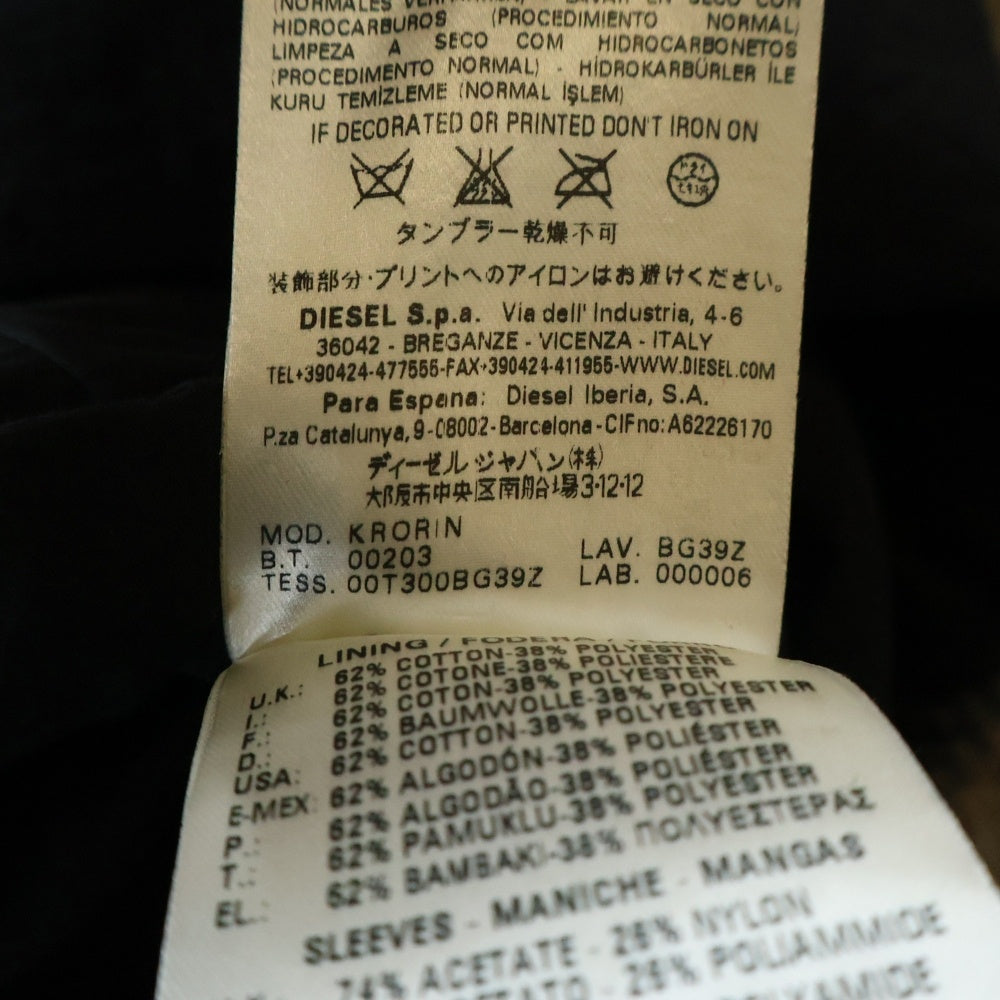 HIDROCARBUROS (PROCEDIMIENTO NORMAL)
LIMPEZA A SECO COM HIDROCARBONETOS
(PROCEDIMENTO NORMAL) - HİDROKARBÜRLER İLE
KURU TEMİZLEME (NORMAL İŞLEM)
IF DECORATED OR PRINTED DON'T IRON ON
タンブラー乾燥不可
装飾部分・プリントへのアイロンはお避けください。
DIESEL S.p.a. Via dell' Industria, 4-6
36042 - BREGANZE - VICENZA - ITALY
TEL+390424-477555-FAX+390424-411955-WWW.DIESEL.COM
Para Espana: Diesel Iberia, S.A.
P.za Catalunya, 9-08002-Barcelona-CIFno:A62226170
ディーゼルジャパン(株)
大阪市中央区南船場3-12-12
MOD. KRORIN
B.T. 00203 LAV. BG39Z
TESS. 00T300BG39Z LAB. 000006
LINING / FODERA /
U.K.: 62% COTTON-38% POLYESTER
I.: 62% COTONE-38% POLIESTERE
F.: 62% COTON-38% POLYESTER
D.: 62% BAUMWOLLE-38% POLYESTER
USA: 62% COTTON-38% POLYESTER
E-MEX: 62% ALGODÓN-38% POLIÉSTER
P.: 62% ALGODÃO-38% POLIÉSTER
T.: 62% PAMUKLU-38% POLYESTER
EL.: 62% BAMBAKI-38% ΠΟΛΥΕΣΤΕΡΑΣ
SLEEVES - MANICHE - MANGAS
74% ACETATE - 26% NYLON
26% POLIAMMIDE